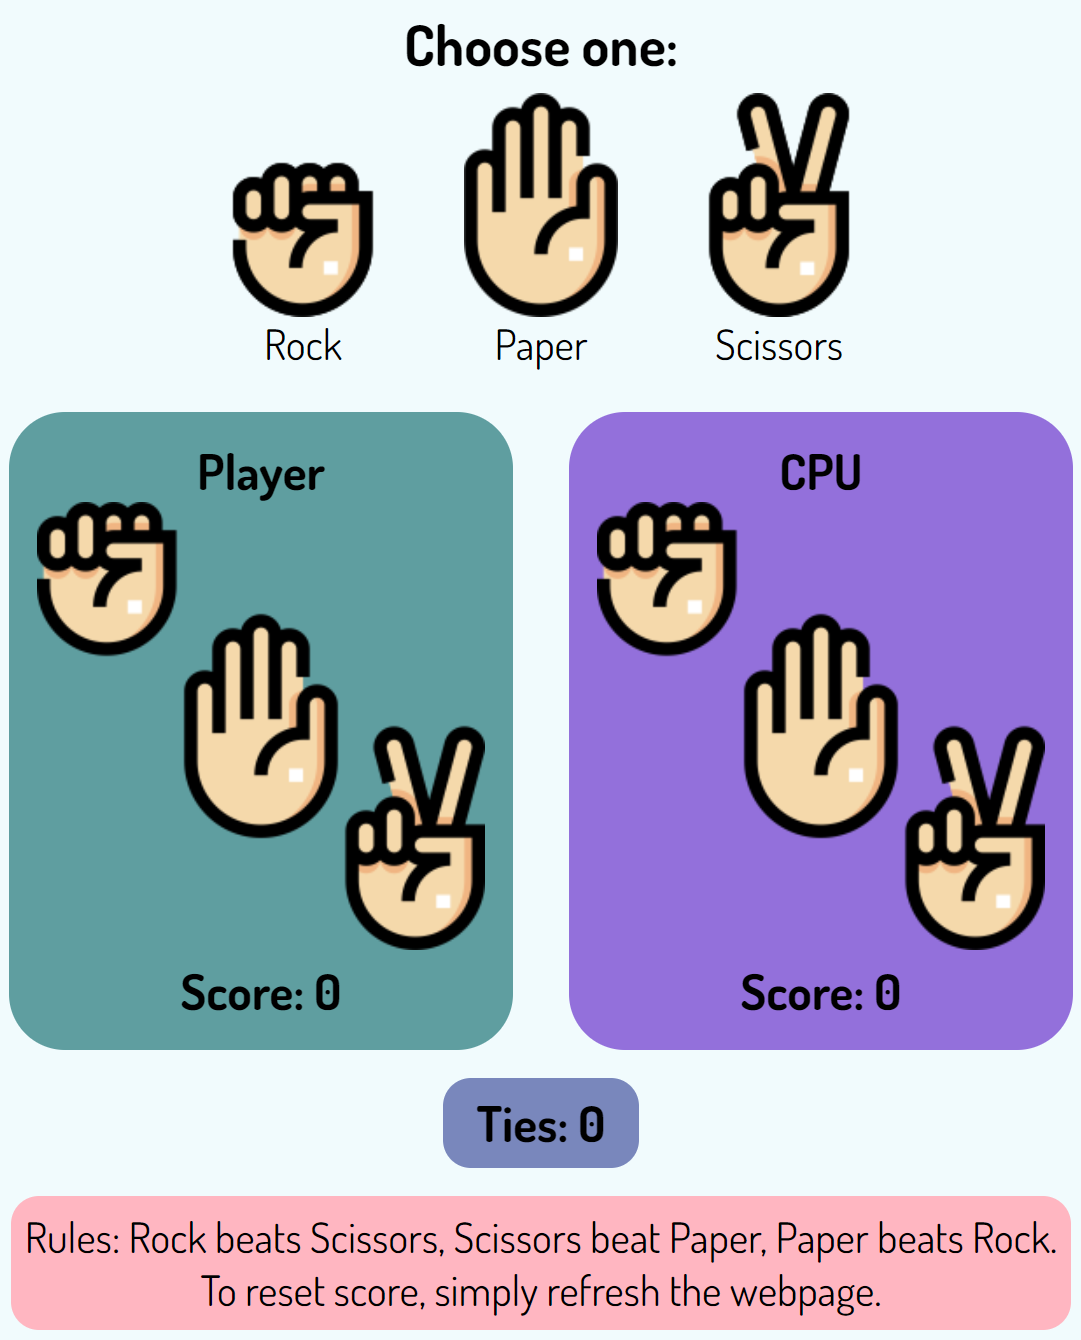 Choose one:
Rock
Paper
Scissors
Player
CPU
Score: 0
Score: 0
Ties: 0
Rules: Rock beats Scissors, Scissors beat Paper, Paper beats Rock.
To reset score, simply refresh the webpage.